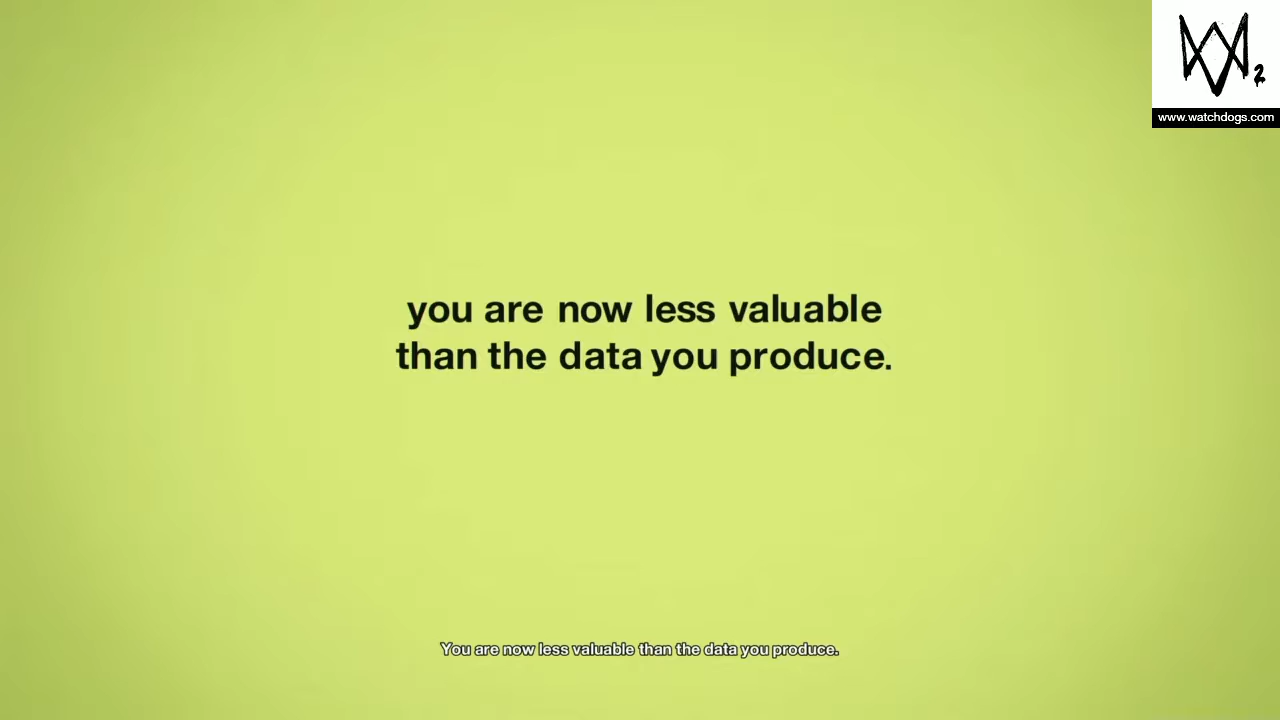 2
www.watchdogs.com
you are now less valuable
than the data you produce.
You are now less valuable than the data you produce.